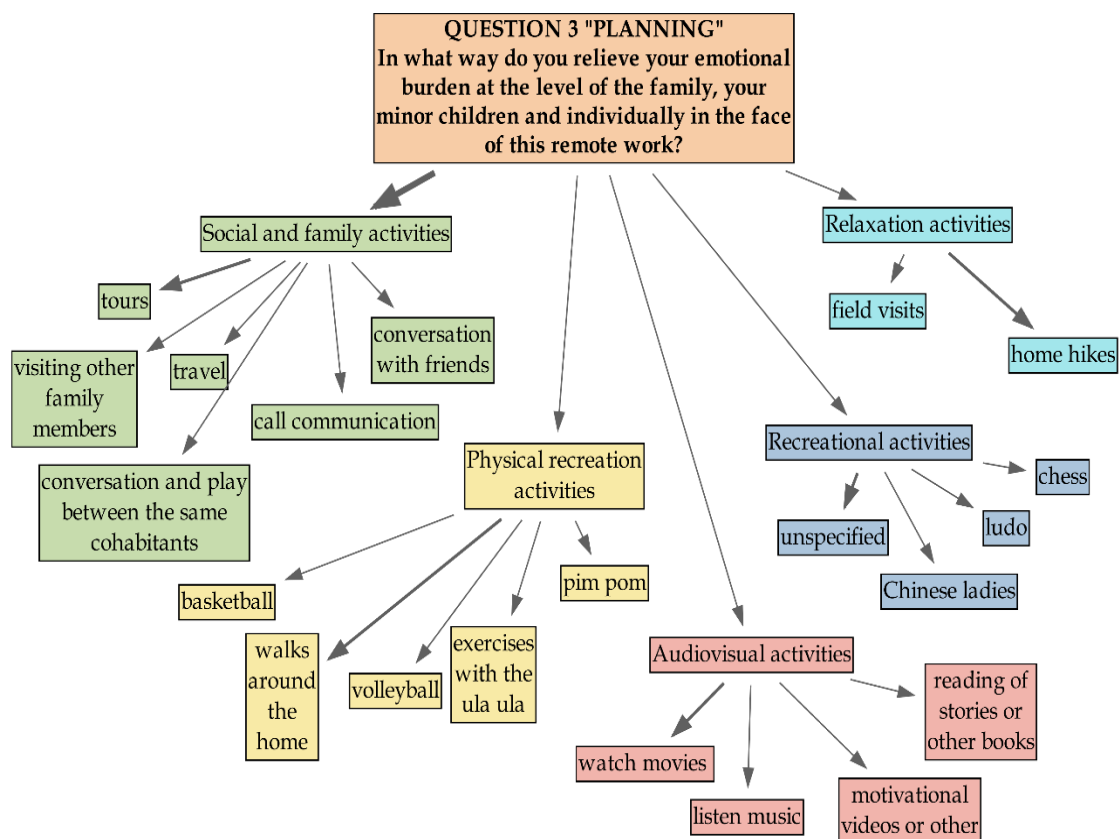 QUESTION 3 "PLANNING"
In what way do you relieve your emotional
burden at the level of the family, your
minor children and individually in the face
of this remote work?
Social and family activities
tours
visiting other
family
members
travel
conversation
with friends
call communication
conversation and play
between the same
cohabitants
Relaxation activities
field visits
home hikes
Physical recreation
activities
basketball
walks
around
the
home
volleyball
exercises
with the
ula ula
pim pom
Recreational activities
chess
ludo
unspecified
Chinese ladies
Audiovisual activities
reading of
stories or
other books
watch movies
listen music
motivational
videos or other